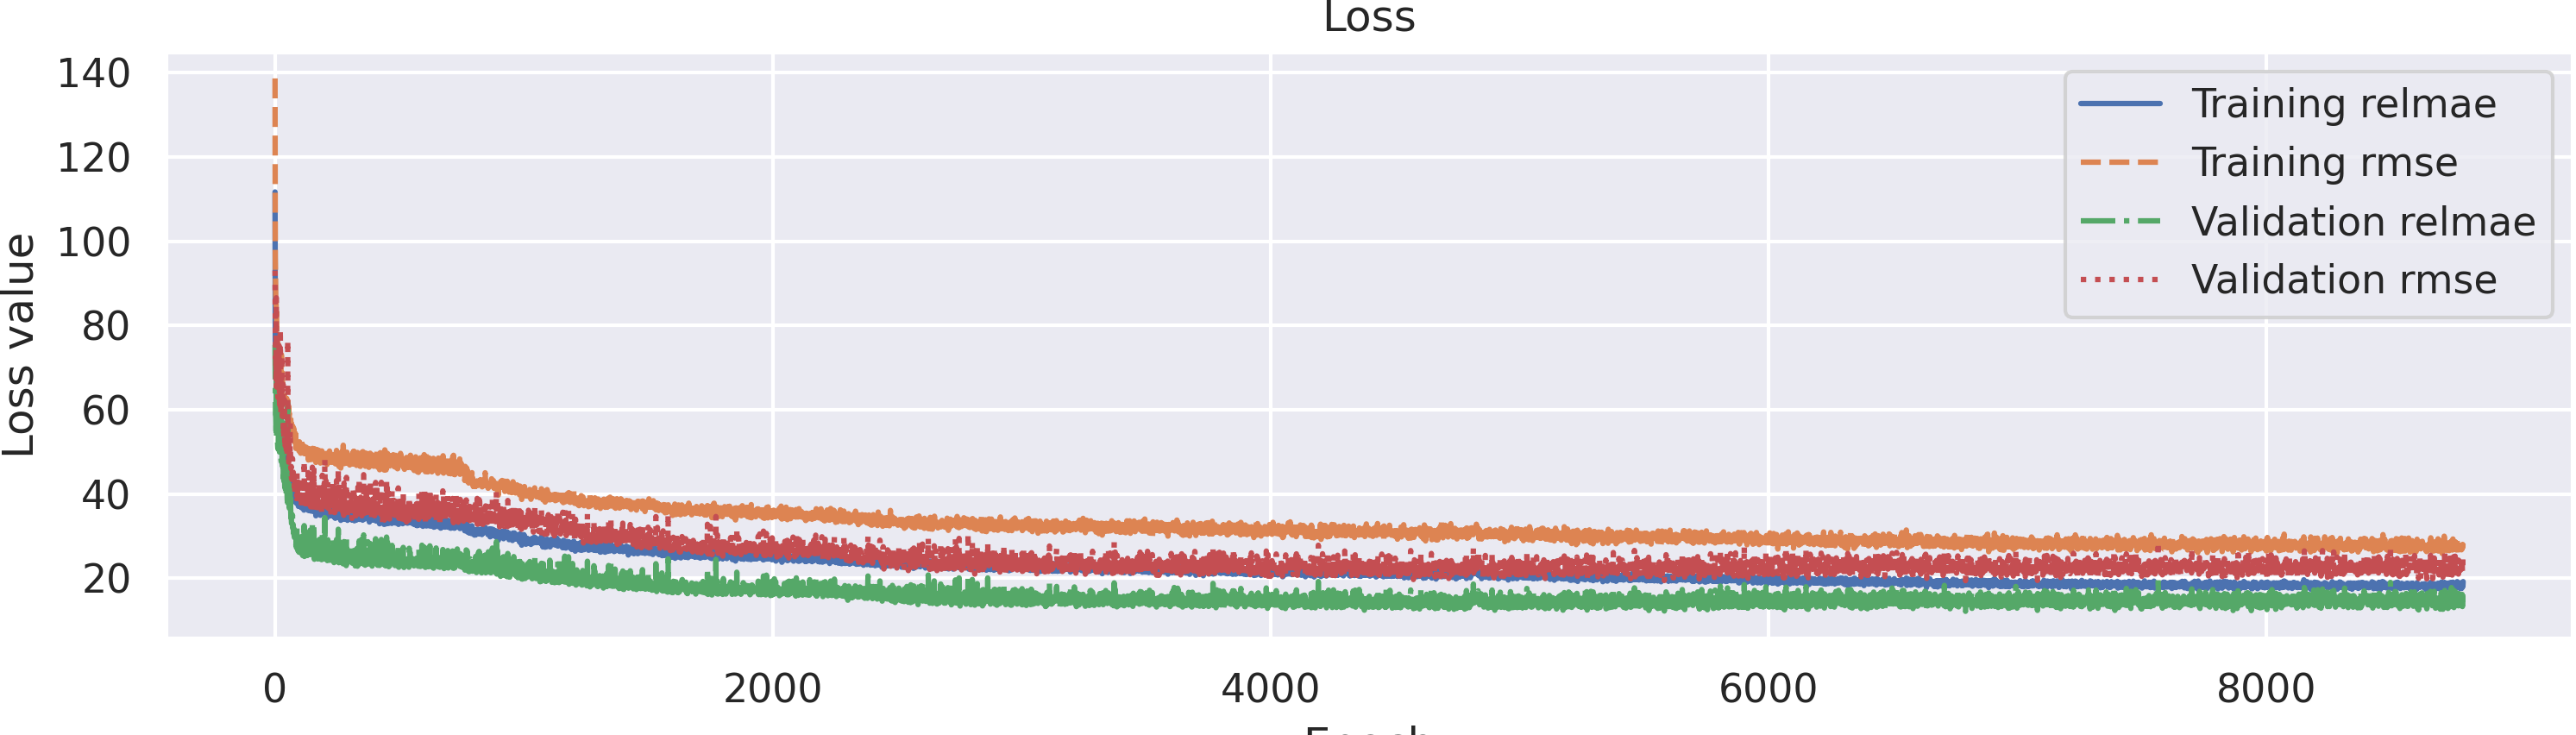 Loss
140
120
100
80
60
40
20
Loss value
Training relmae
Training rmse
Validation relmae
Validation rmse
0 2000 4000 6000 8000
Epoch